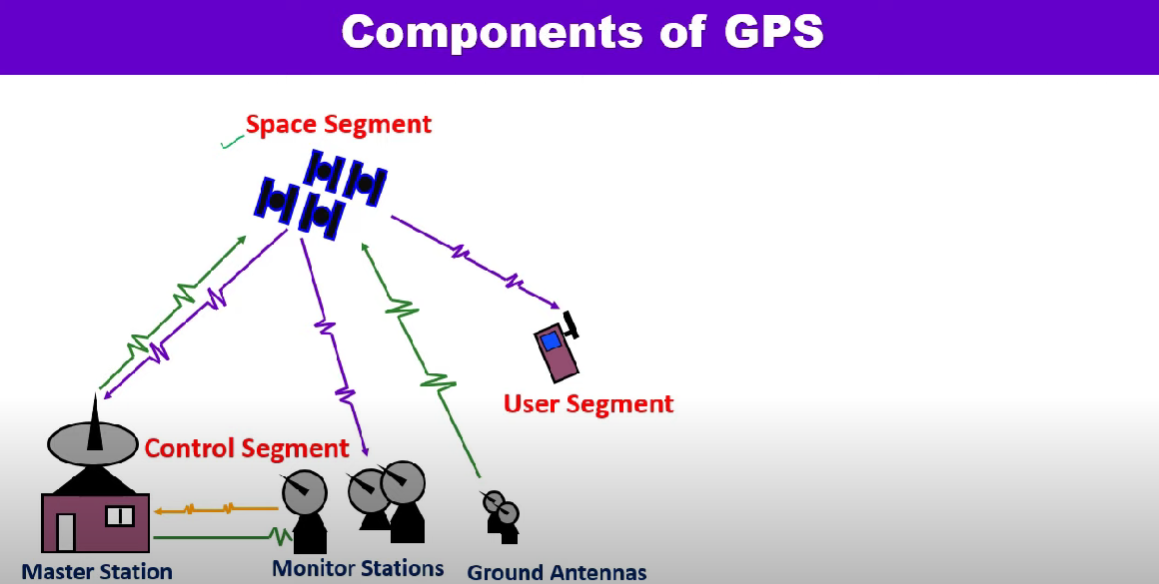 Components of GPS
Space Segment
User Segment
Control Segment
Master Station
Monitor Stations
Ground Antennas